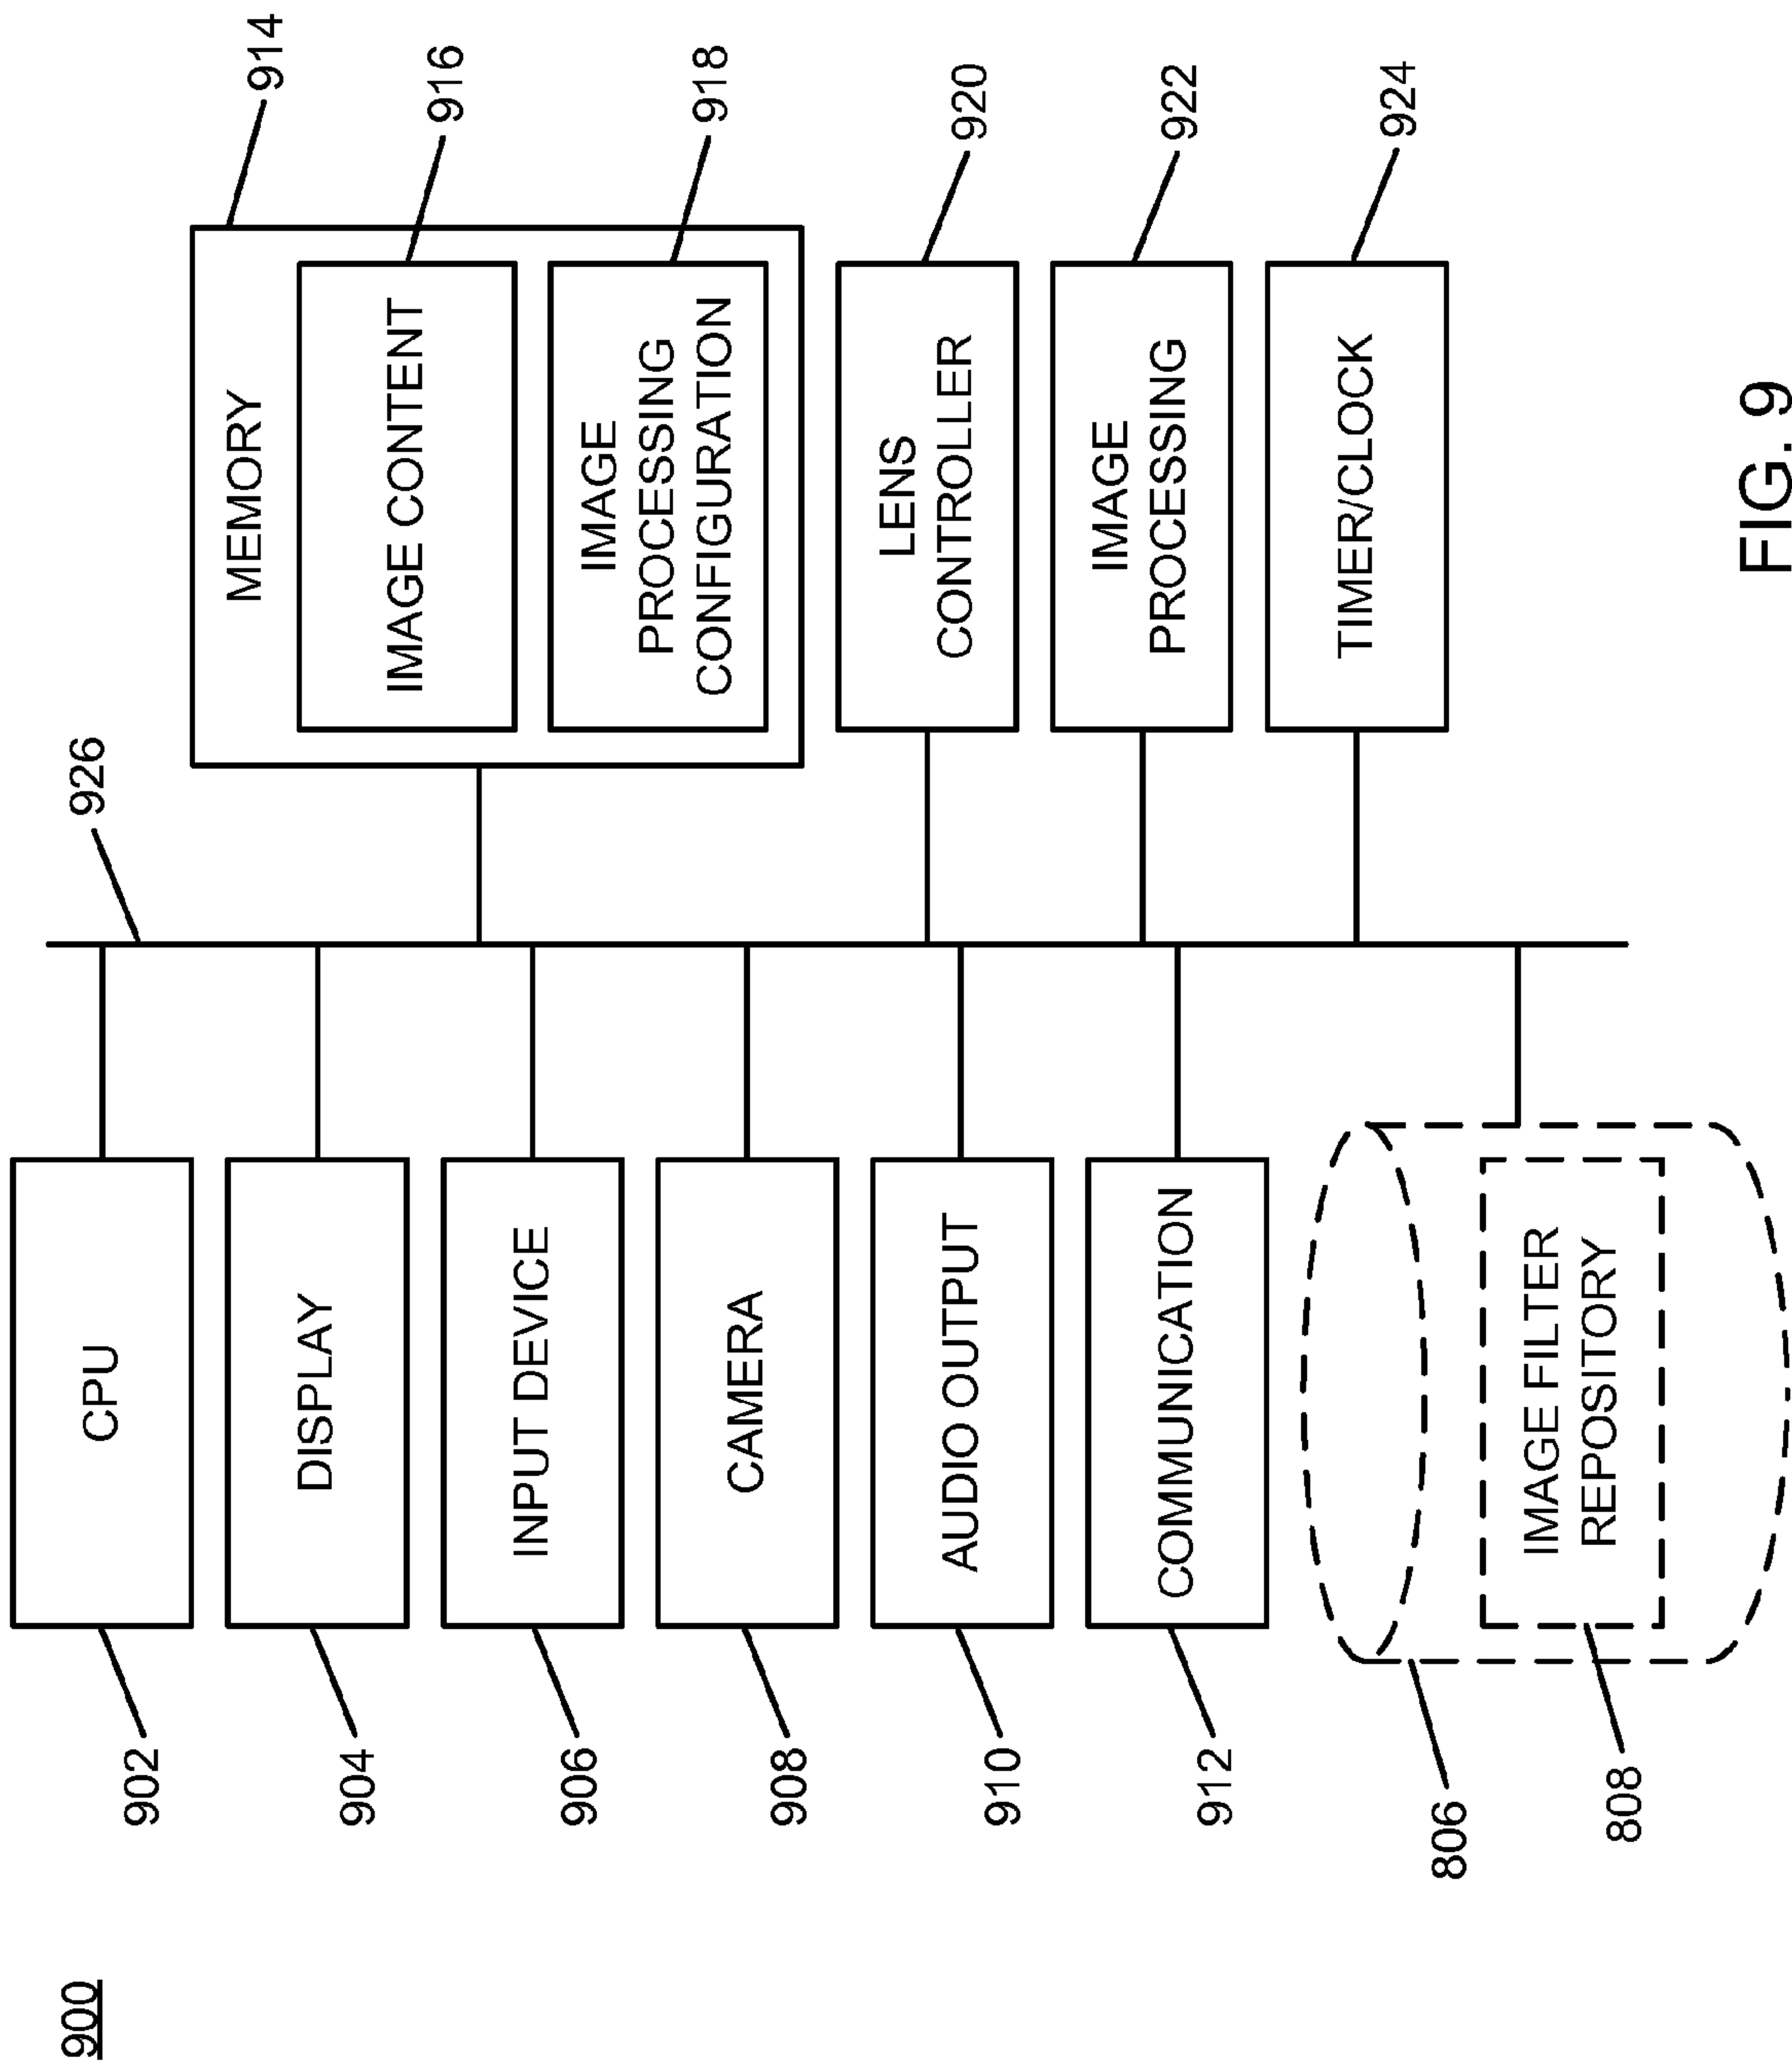 900
926
902
CPU
904
DISPLAY
906
INPUT DEVICE
908
CAMERA
910
AUDIO OUTPUT
912
COMMUNICATION
806
808
IMAGE FILTER
REPOSITORY
MEMORY
914
IMAGE CONTENT
916
IMAGE
PROCESSING
CONFIGURATION
918
LENS
CONTROLLER
920
IMAGE
PROCESSING
922
TIMER/CLOCK
924
FIG. 9